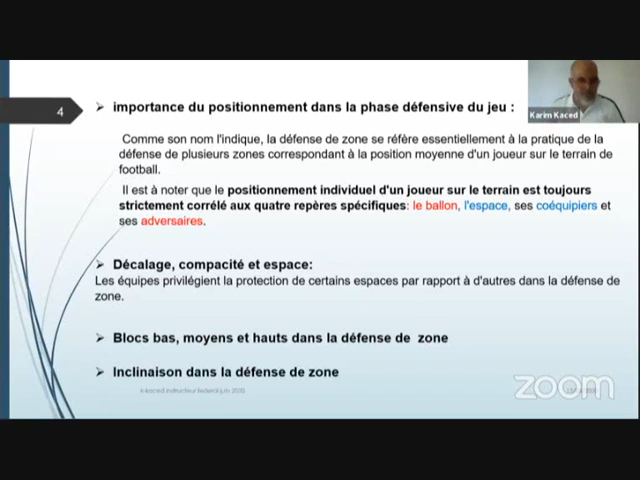 4
➢ importance du positionnement dans la phase défensive du jeu :
Karim Kaced
Comme son nom l'indique, la défense de zone se réfère essentiellement à la pratique de la
défense de plusieurs zones correspondant à la position moyenne d'un joueur sur le terrain de
football.
Il est à noter que le positionnement individuel d'un joueur sur le terrain est toujours
strictement corrélé aux quatre repères spécifiques: le ballon, l'espace, ses coéquipiers et
ses adversaires.
➢ Décalage, compacité et espace:
Les équipes privilégient la protection de certains espaces par rapport à d'autres dans la défense de
zone.
➢ Blocs bas, moyens et hauts dans la défense de zone
➢ Inclinaison dans la défense de zone
k kaced instructeur federal juin 2020
zoom